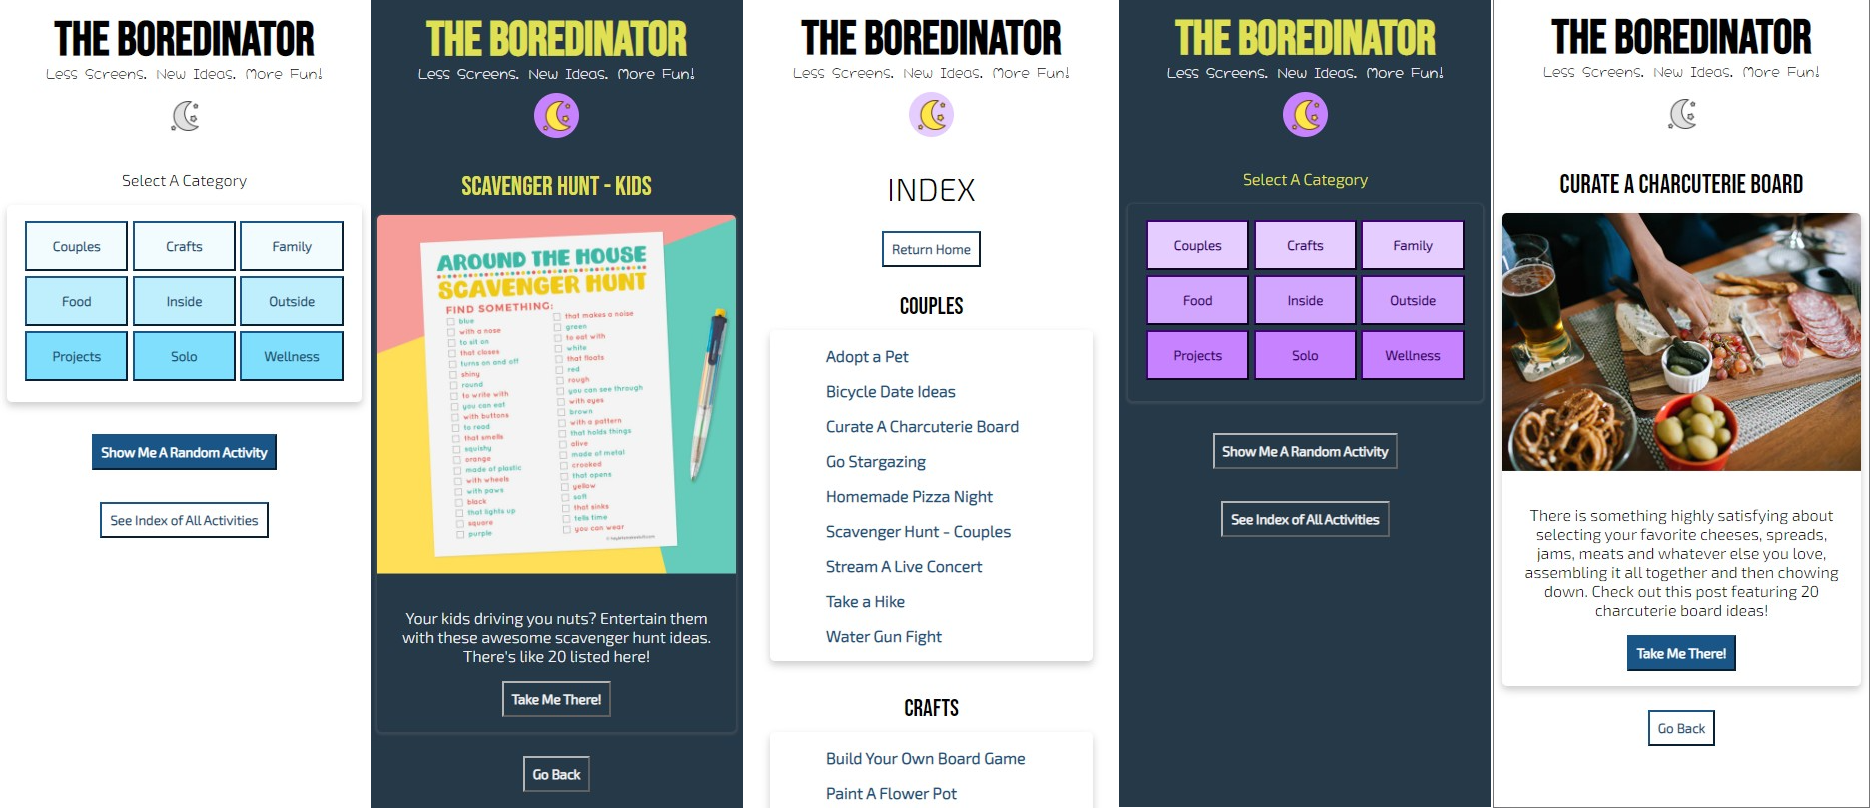 THE BOREDINATOR
Less Screens. New Ideas. More Fun!
Select A Category
Couples
Crafts
Family
Food
Inside
Outside
Projects
Solo
Wellness
Show Me A Random Activity
See Index of All Activities
THE BOREDINATOR
Less Screens. New Ideas. More Fun!
SCAVENGER HUNT - KIDS
AROUND THE HOUSE
SCAVENGER HUNT
FIND SOMETHING:
blue
with a nose
to sit on
that closes
turns on and off
shiny
round
to write with
you can eat
with buttons
to read
that smells
squishy
orange
made of plastic
with wheels
with paws
black
that lights up
square
purple
that makes a noise
green
to eat with
white
that floats
red
rough
you can see through
with eyes
brown
with a pattern
that holds things
alive
made of metal
crooked
that opens
yellow
soft
that sinks
tells time
you can wear
Your kids driving you nuts? Entertain them
with these awesome scavenger hunt ideas.
There's like 20 listed here!
Take Me There!
Go Back
THE BOREDINATOR
Less Screens. New Ideas. More Fun!
INDEX
Return Home
COUPLES
Adopt a Pet
Bicycle Date Ideas
Curate A Charcuterie Board
Go Stargazing
Homemade Pizza Night
Scavenger Hunt - Couples
Stream A Live Concert
Take a Hike
Water Gun Fight
CRAFTS
Build Your Own Board Game
Paint A Flower Pot
THE BOREDINATOR
Less Screens. New Ideas. More Fun!
Select A Category
Couples
Crafts
Family
Food
Inside
Outside
Projects
Solo
Wellness
Show Me A Random Activity
See Index of All Activities
THE BOREDINATOR
Less Screens. New Ideas. More Fun!
CURATE A CHARCUTERIE BOARD
There is something highly satisfying about
selecting your favorite cheeses, spreads,
jams, meats and whatever else you love,
assembling it all together and then chowing
down. Check out this post featuring 20
charcuterie board ideas!
Take Me There!
Go Back